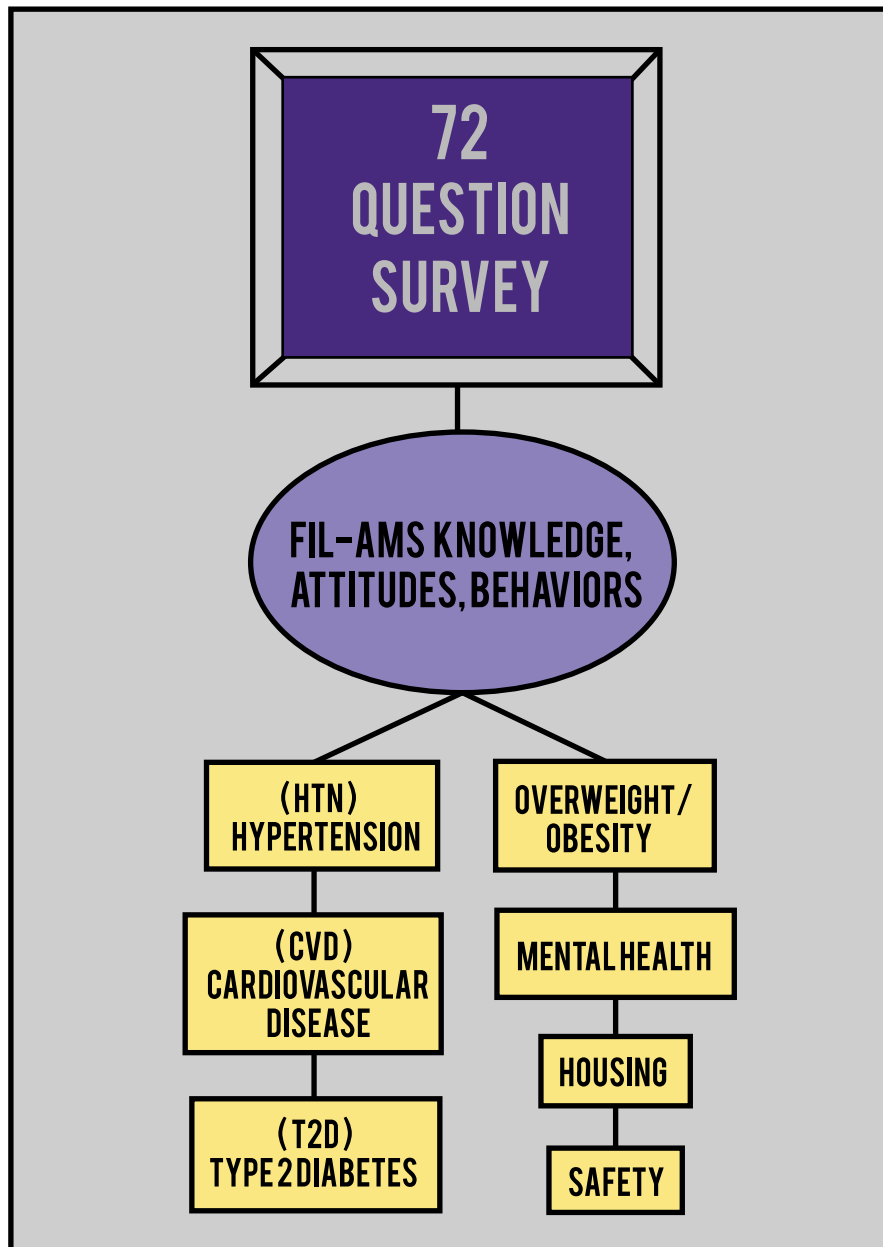 72
QUESTION
SURVEY
FIL-AMS KNOWLEDGE,
ATTITUDES, BEHAVIORS
(HTN)
HYPERTENSION
(CVD)
CARDIOVASCULAR
DISEASE
(T2D)
TYPE 2 DIABETES
OVERWEIGHT/
OBESITY
MENTAL HEALTH
HOUSING
SAFETY